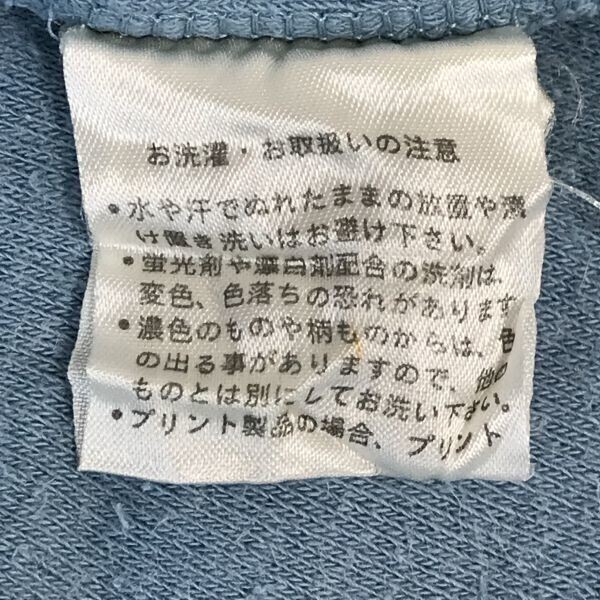 お洗濯・お取扱いの注意
•水や汗でぬれたままの放置や漬
け置き洗いはお避け下さい。
•蛍光剤や漂白剤配合の洗剤は、
変色、色落ちの恐れがあります
•濃色のものや柄ものからは、色
の出る事がありますので、他の
ものとは別にしてお洗い下さい。
•プリント製品の場合、プリント